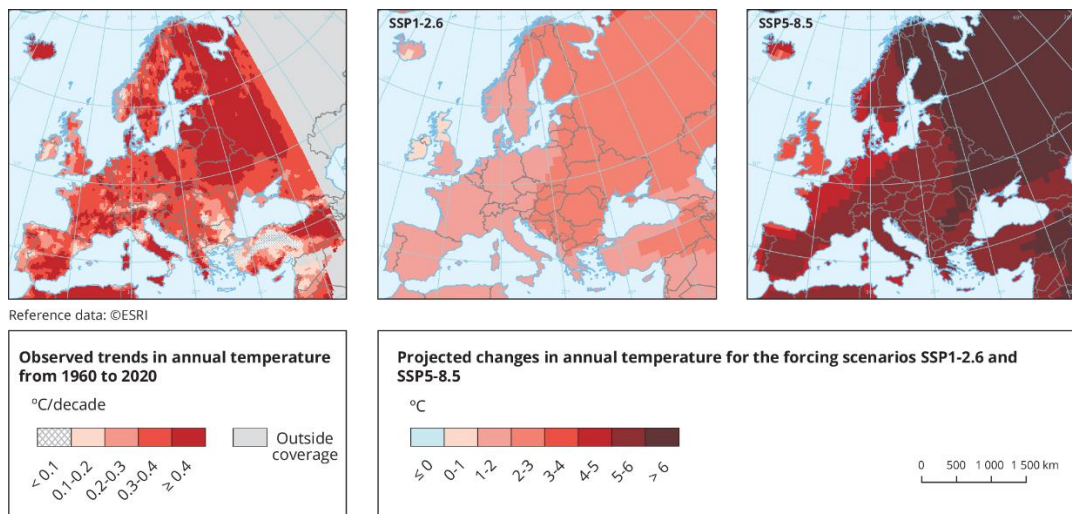 SSP1-2.6
SSP5-8.5
Reference data: ©ESRI
Observed trends in annual temperature
from 1960 to 2020
ºC/decade
< 0.1
0.1-0.2
0.2-0.3
0.3-0.4
≥ 0.4
Outside
coverage
Projected changes in annual temperature for the forcing scenarios SSP1-2.6 and
SSP5-8.5
ºC
≤ 0
0-1
1-2
2-3
3-4
4-5
5-6
> 6
0 500 1 000 1 500 km